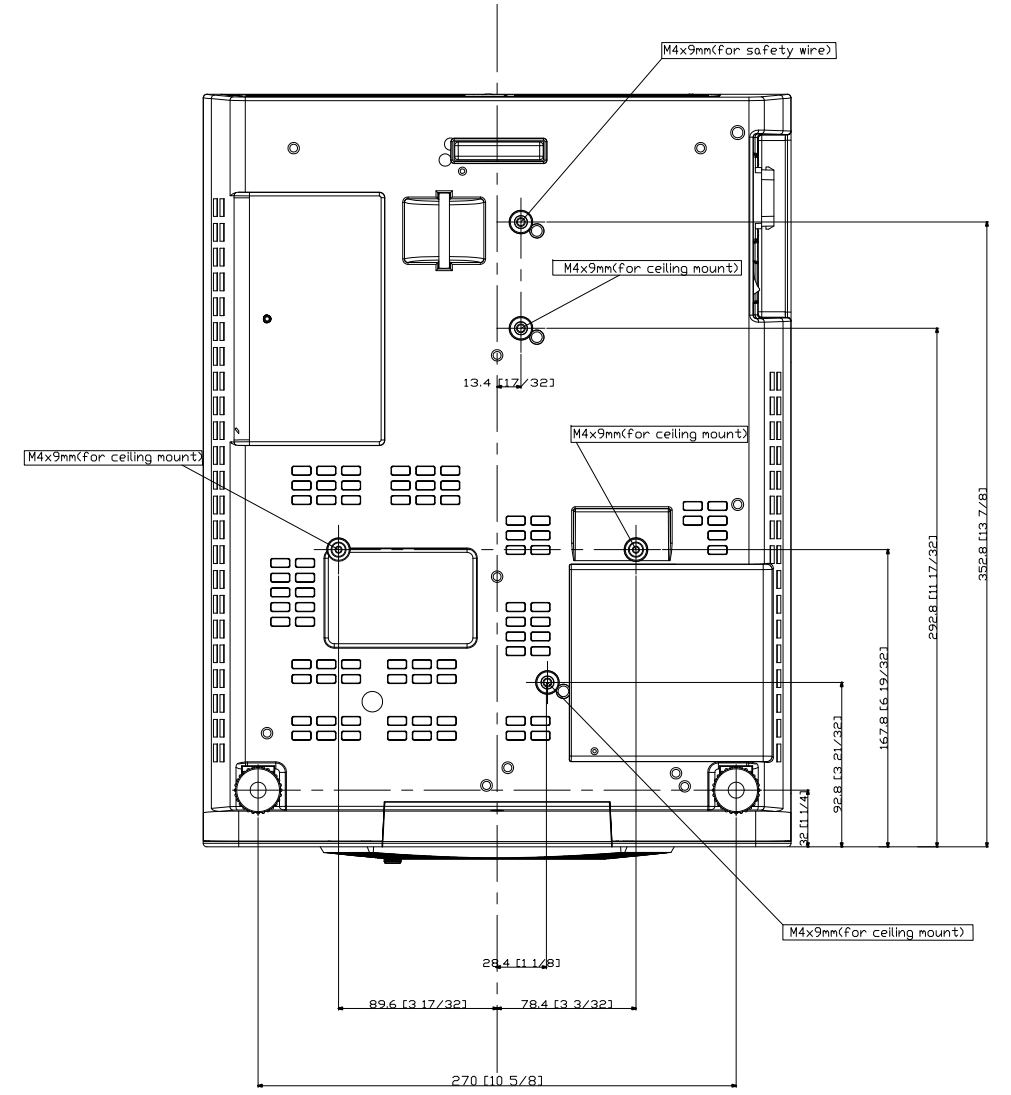 M4x9mm(for safety wire)
M4x9mm(for ceiling mount)
13.4 [17/32]
M4x9mm(for ceiling mount)
M4x9mm(for ceiling mount)
352.8 [13 7/8]
292.8 [11 17/32]
167.8 [6 19/32]
92.8 [3 21/32]
32 [1 1/4]
M4x9mm(for ceiling mount)
28.4 [1 1/8]
89.6 [3 17/32]
78.4 [3 3/32]
270 [10 5/8]